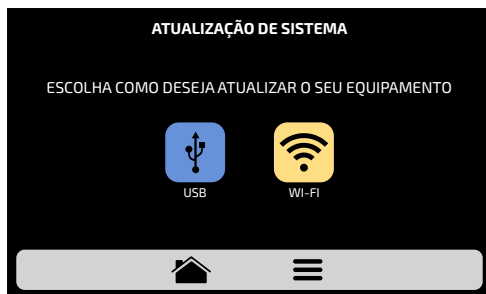 ATUALIZAÇÃO DE SISTEMA
ESCOLHA COMO DESEJA ATUALIZAR O SEU EQUIPAMENTO
USB
WI-FI